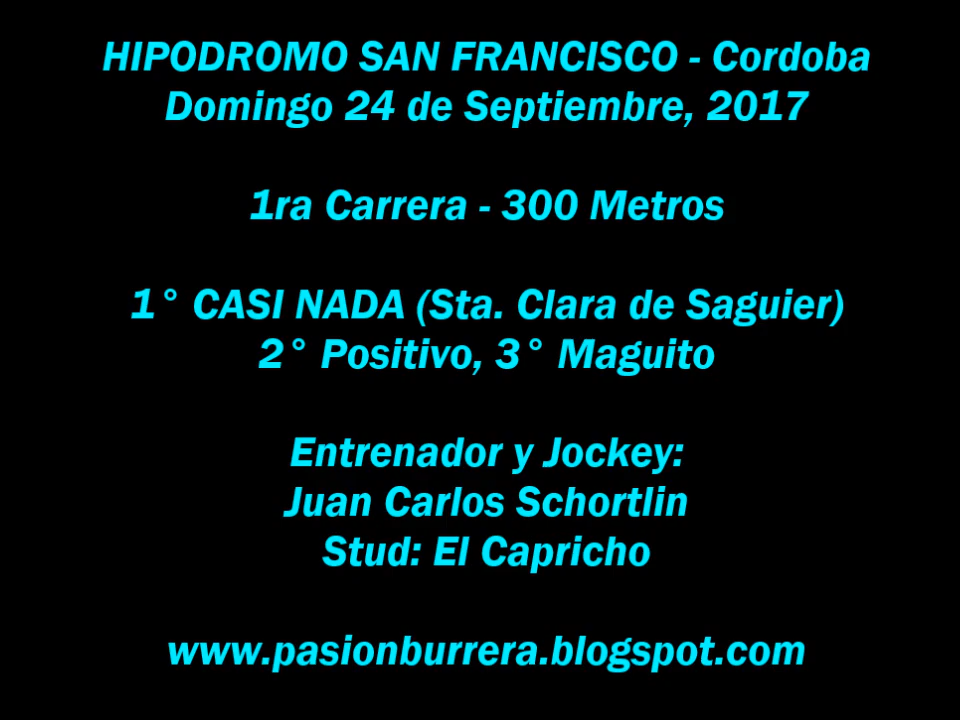 HIPODROMO SAN FRANCISCO - Cordoba
Domingo 24 de Septiembre, 2017
1ra Carrera - 300 Metros
1° CASI NADA (Sta. Clara de Saguier)
2° Positivo, 3° Maguito
Entrenador y Jockey:
Juan Carlos Schortlin
Stud: El Capricho
www.pasionburrera.blogspot.com